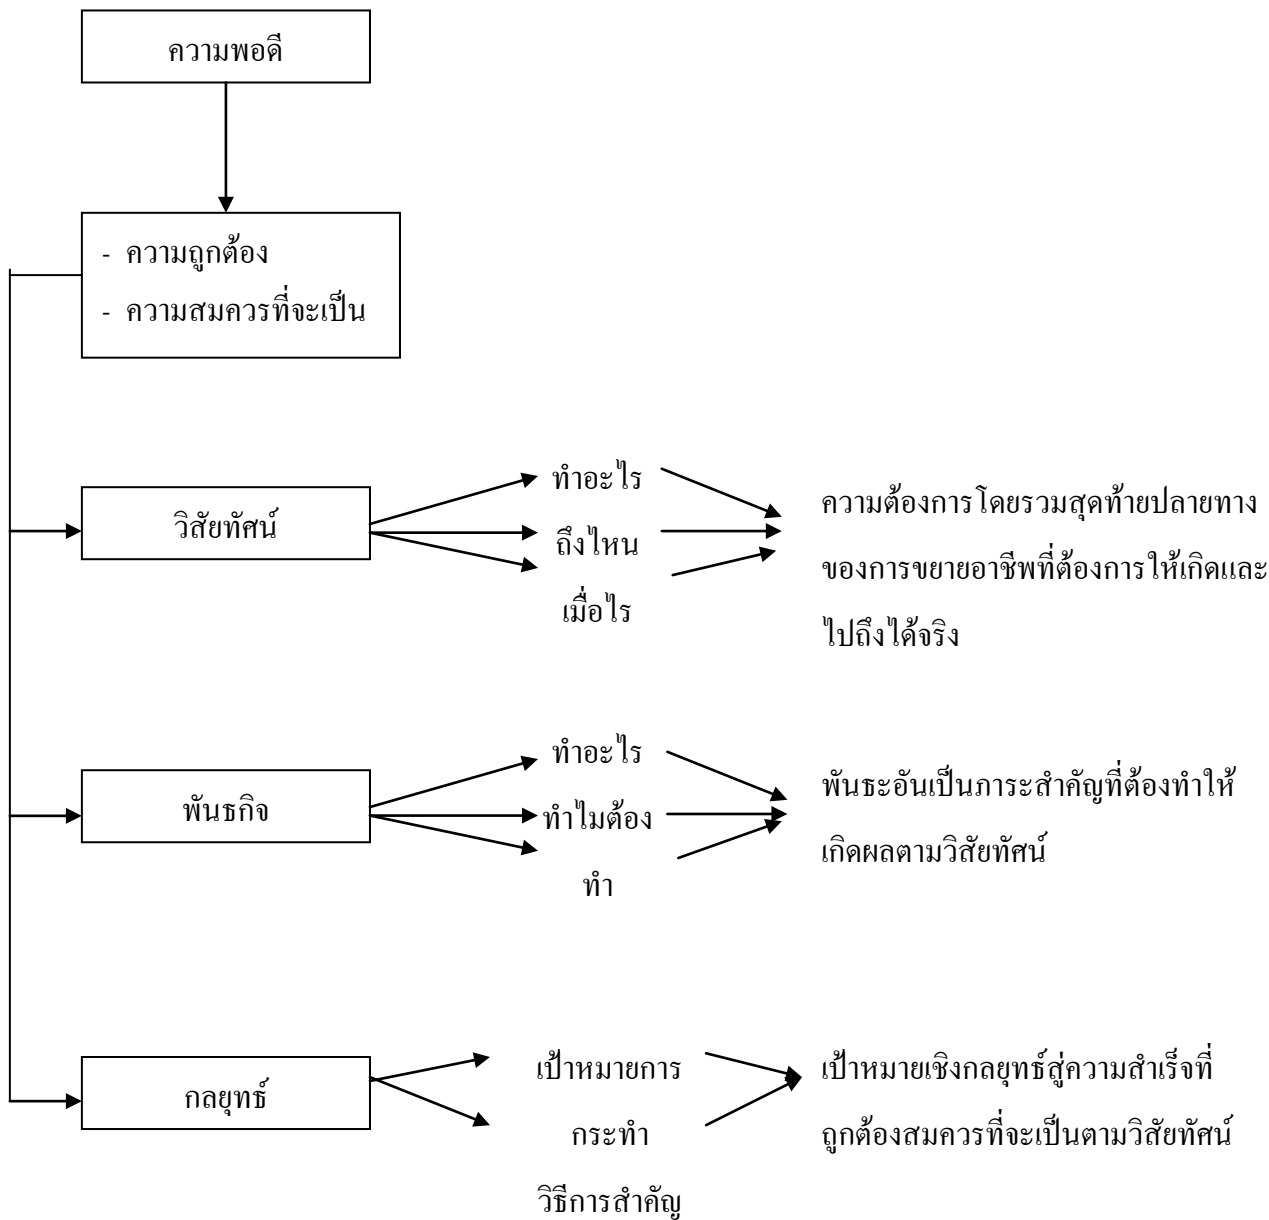 ความพอดี
- ความถูกต้อง
- ความสมควรที่จะเป็น
วิสัยทัศน์
ทำอะไร
ถึงไหน
เมื่อไร
ความต้องการโดยรวมสุดท้ายปลายทาง
ของการขยายอาชีพที่ต้องการให้เกิดและ
ไปถึงได้จริง
พันธกิจ
ทำอะไร
ทำไมต้อง
ทำ
พันธะอันเป็นภาระสำคัญที่ต้องทำให้
เกิดผลตามวิสัยทัศน์
กลยุทธ์
เป้าหมายการ
กระทำ
วิธีการสำคัญ
เป้าหมายเชิงกลยุทธ์สู่ความสำเร็จที่
ถูกต้องสมควรที่จะเป็นตามวิสัยทัศน์